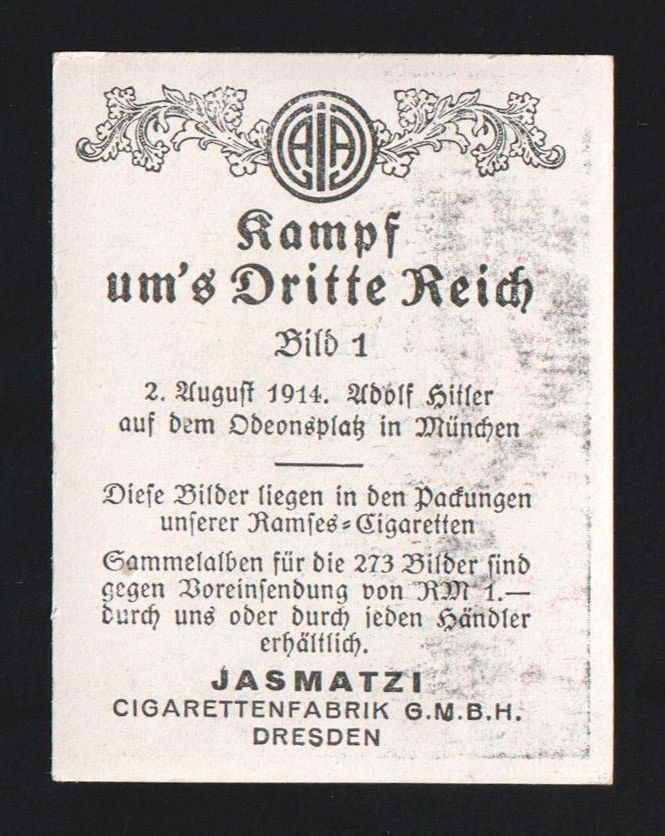 Kampf
um's Dritte Reich
Bild 1
2. August 1914. Adolf Hitler
auf dem Odeonsplatz in München
Diese Bilder liegen in den Packungen
unserer Ramses=Cigaretten
Sammelalben für die 273 Bilder sind
gegen Voreinsendung von RM 1.—
durch uns oder durch jeden Händler
erhältlich.
JASMATZI
CIGARETTENFABRIK G.M.B.H.
DRESDEN